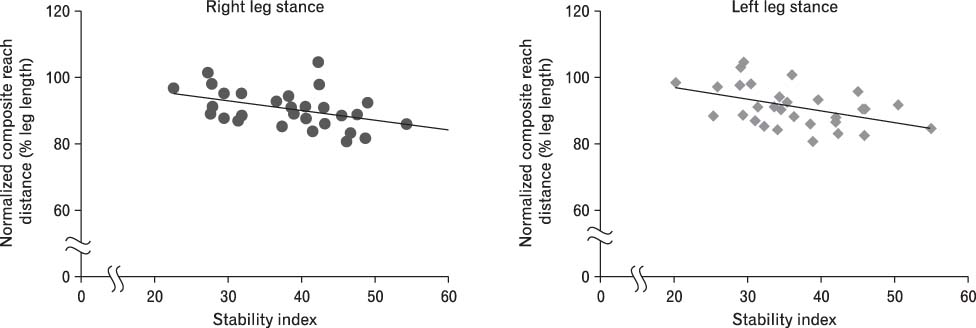 Right leg stance
Normalized composite reach
distance (% leg length)
120
100
80
60
0
0 20 30 40 50 60
Stability index
Left leg stance
Normalized composite reach
distance (% leg length)
120
100
80
60
0
0 20 30 40 50 60
Stability index